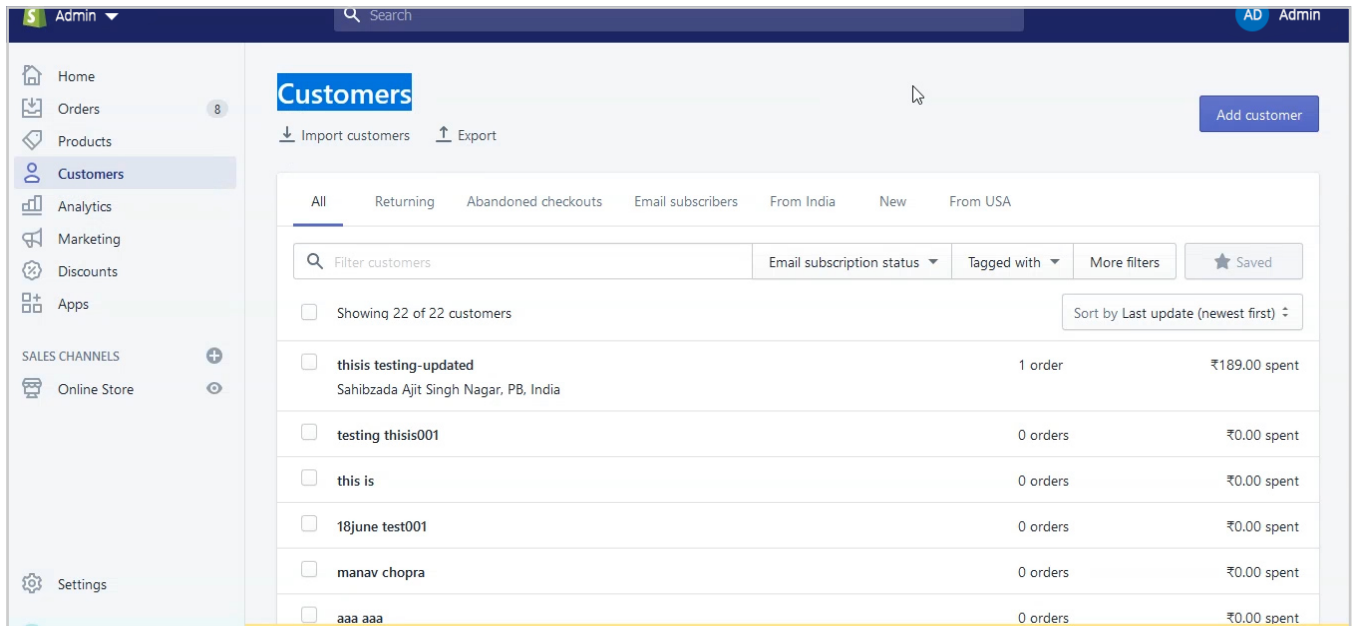 Admin
Search
AD Admin
Home
Orders 8
Products
Customers
Analytics
Marketing
Discounts
Apps
SALES CHANNELS
Online Store
Settings
Customers
Import customers Export
Add customer
All Returning Abandoned checkouts Email subscribers From India New From USA
Filter customers Email subscription status Tagged with More filters Saved
Showing 22 of 22 customers Sort by Last update (newest first)
thisis testing-updated 1 order ₹189.00 spent
Sahibzada Ajit Singh Nagar, PB, India
testing thisis001 0 orders ₹0.00 spent
this is 0 orders ₹0.00 spent
18june test001 0 orders ₹0.00 spent
manav chopra 0 orders ₹0.00 spent
aaa aaa 0 orders ₹0.00 spent